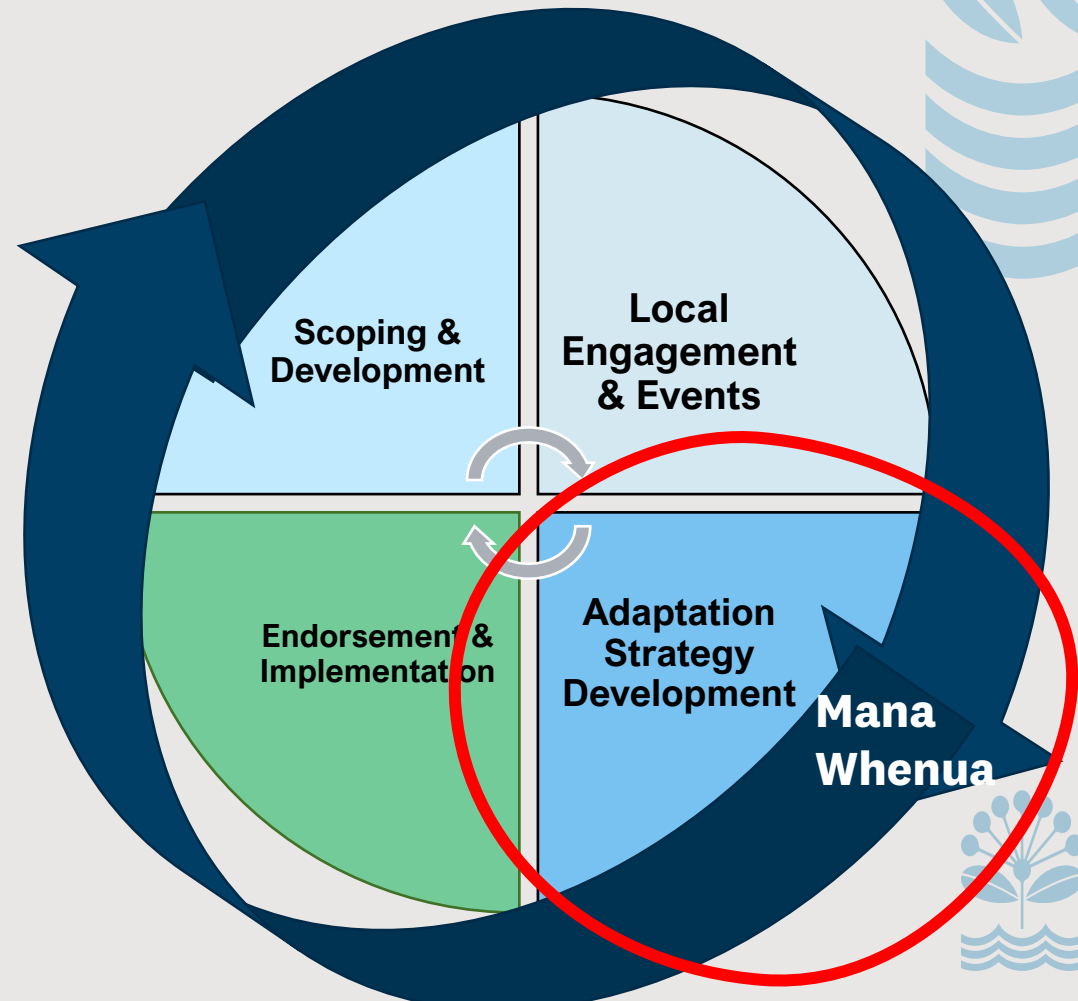 Scoping &
Development
Local
Engagement
& Events
Endorsement &
Implementation
Adaptation
Strategy
Development
Mana
Whenua